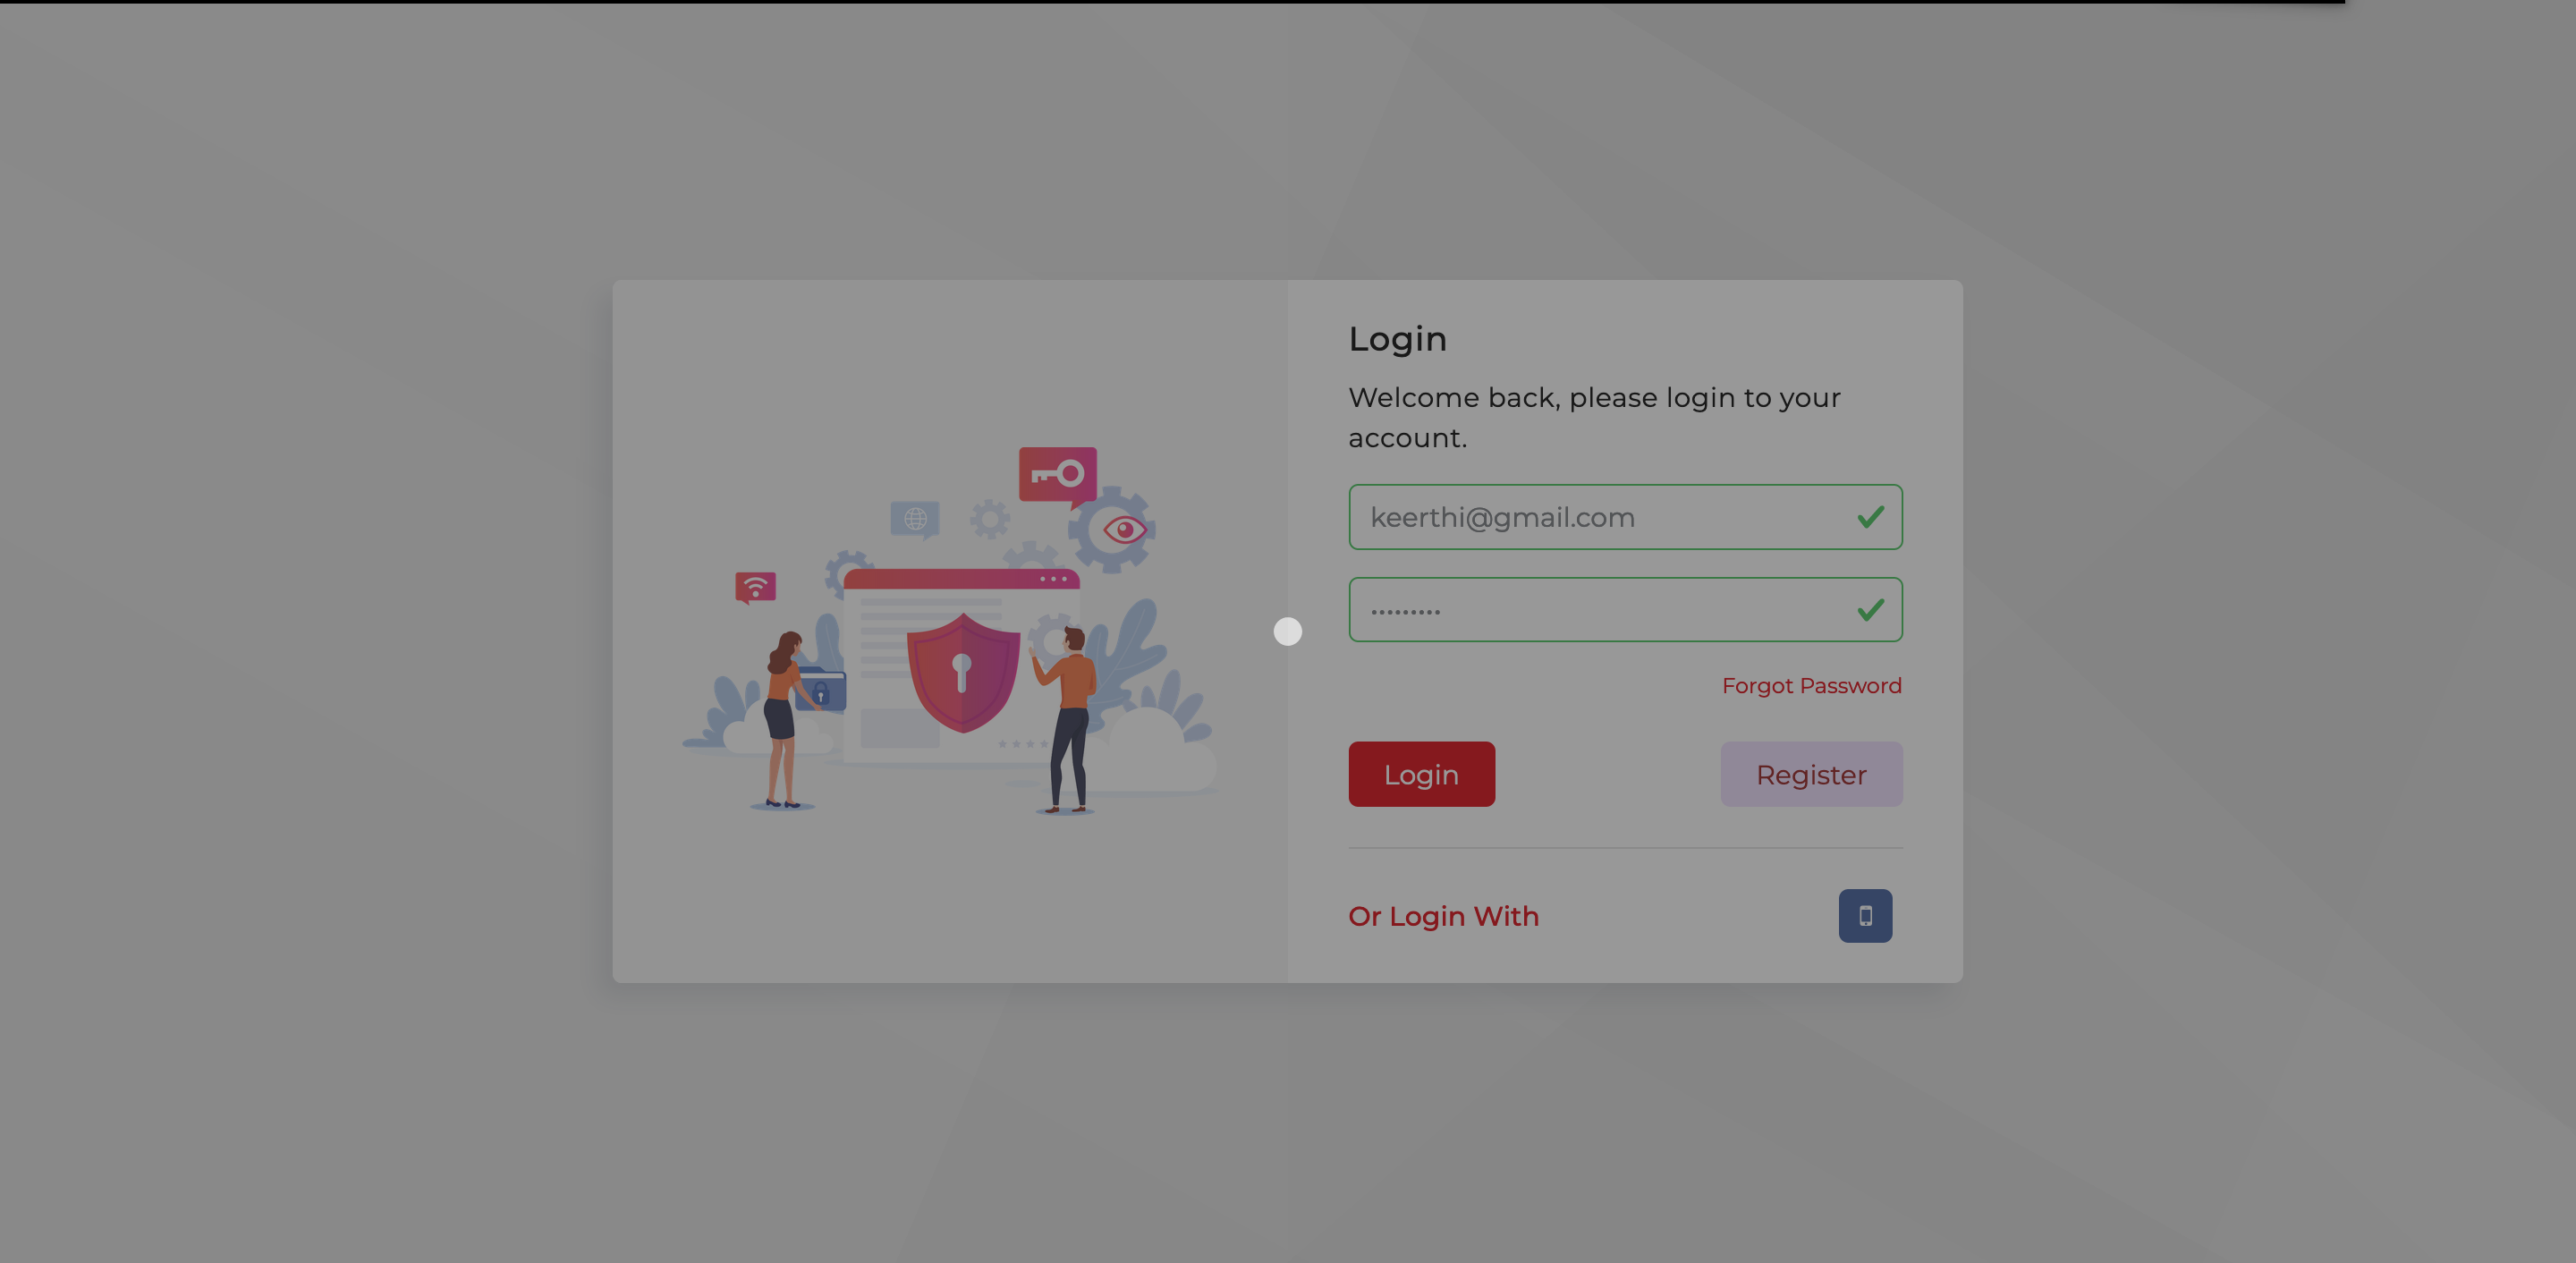 Login
Welcome back, please login to your
account.
keerthi@gmail.com
•••••••••
Forgot Password
Login
Register
Or Login With